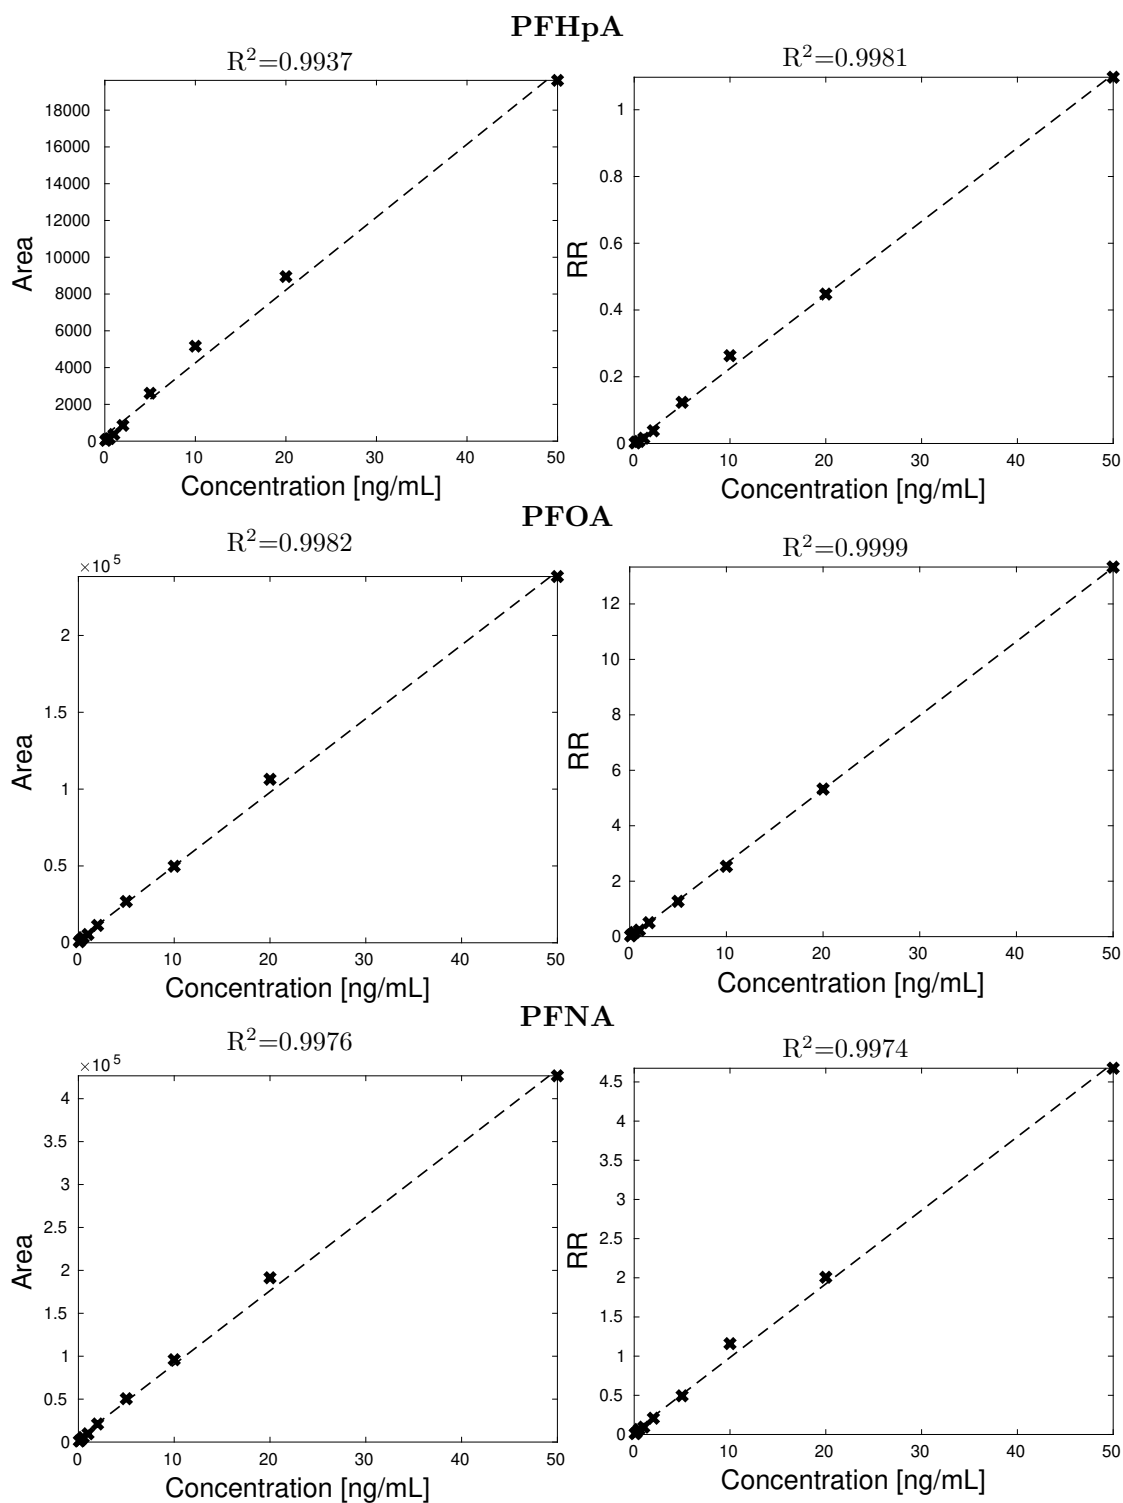 PFHpA
R²=0.9937
18000
16000
14000
12000
10000
8000
6000
4000
2000
0
Area
0 10 20 30 40 50
Concentration [ng/mL]
R²=0.9981
1
0.8
0.6
0.4
0.2
0
RR
0 10 20 30 40 50
Concentration [ng/mL]
PFOA
R²=0.9982
×10⁵
2
1.5
1
0.5
0
Area
0 10 20 30 40 50
Concentration [ng/mL]
R²=0.9999
12
10
8
6
4
2
0
RR
0 10 20 30 40 50
Concentration [ng/mL]
PFNA
R²=0.9976
×10⁵
4
3.5
3
2.5
2
1.5
1
0.5
0
Area
0 10 20 30 40 50
Concentration [ng/mL]
R²=0.9974
4.5
4
3.5
3
2.5
2
1.5
1
0.5
0
RR
0 10 20 30 40 50
Concentration [ng/mL]